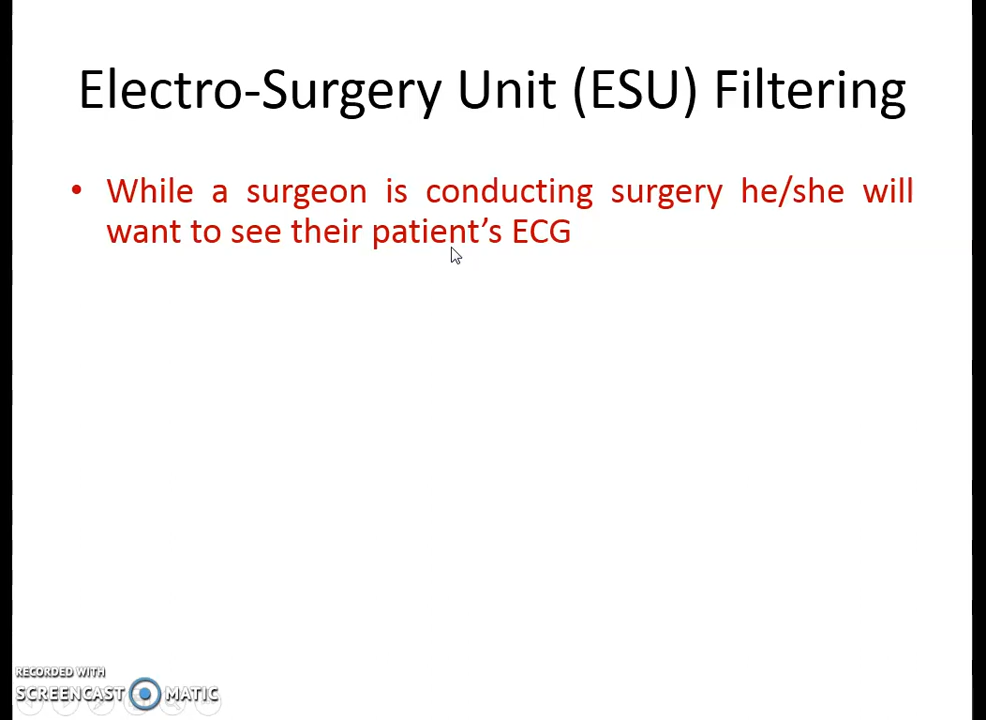 Electro-Surgery Unit (ESU) Filtering
• While a surgeon is conducting surgery he/she will
want to see their patient’s ECG
RECORDED WITH
SCREENCAST MATIC